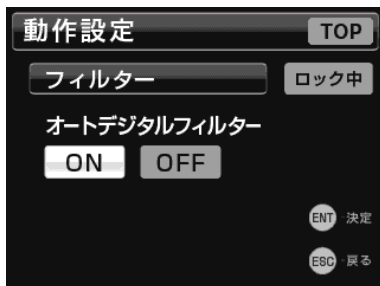 動作設定 TOP
フィルター ロック中
オートデジタルフィルター
ON OFF
ENT 決定
ESC 戻る